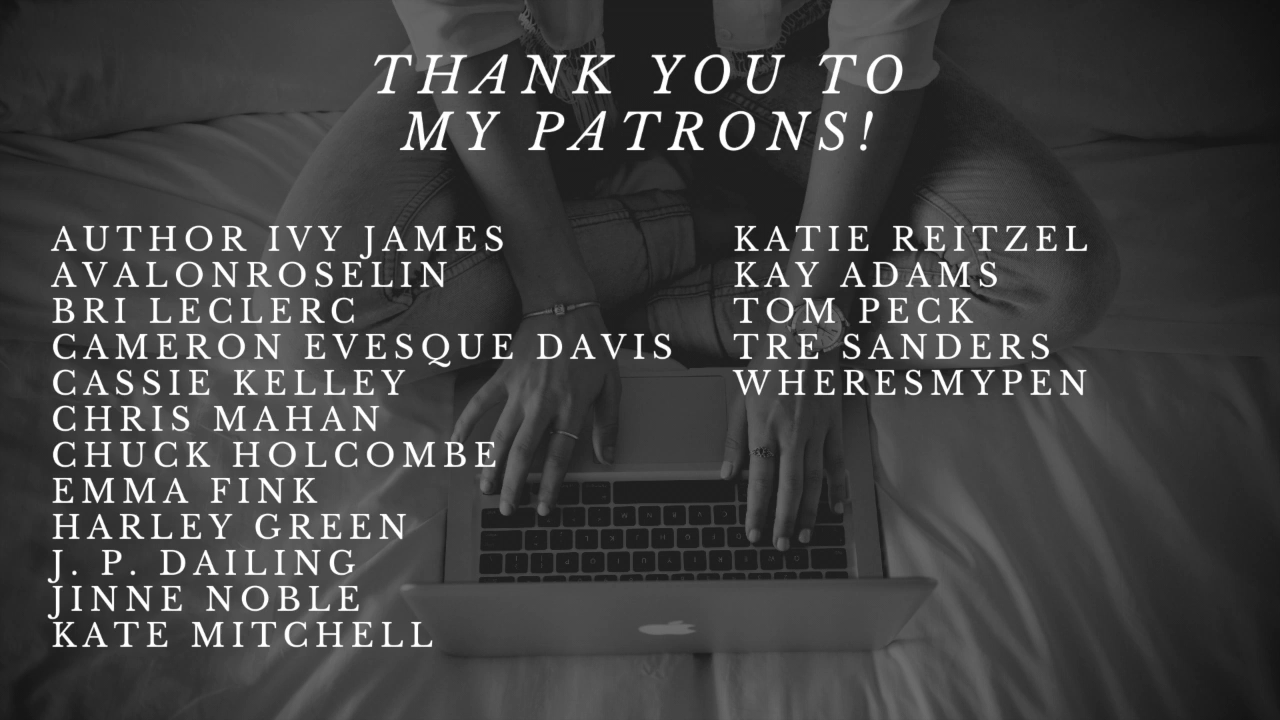 THANK YOU TO
MY PATRONS!
AUTHOR IVY JAMES
AVALONROSELIN
BRI LECLERC
CAMERON EVESQUE DAVIS
CASSIE KELLEY
CHRIS MAHAN
CHUCK HOLCOMBE
EMMA FINK
HARLEY GREEN
J. P. DAILING
JINNE NOBLE
KATE MITCHELL
KATIE REITZEL
KAY ADAMS
TOM PECK
TRE SANDERS
WHERESMYPEN